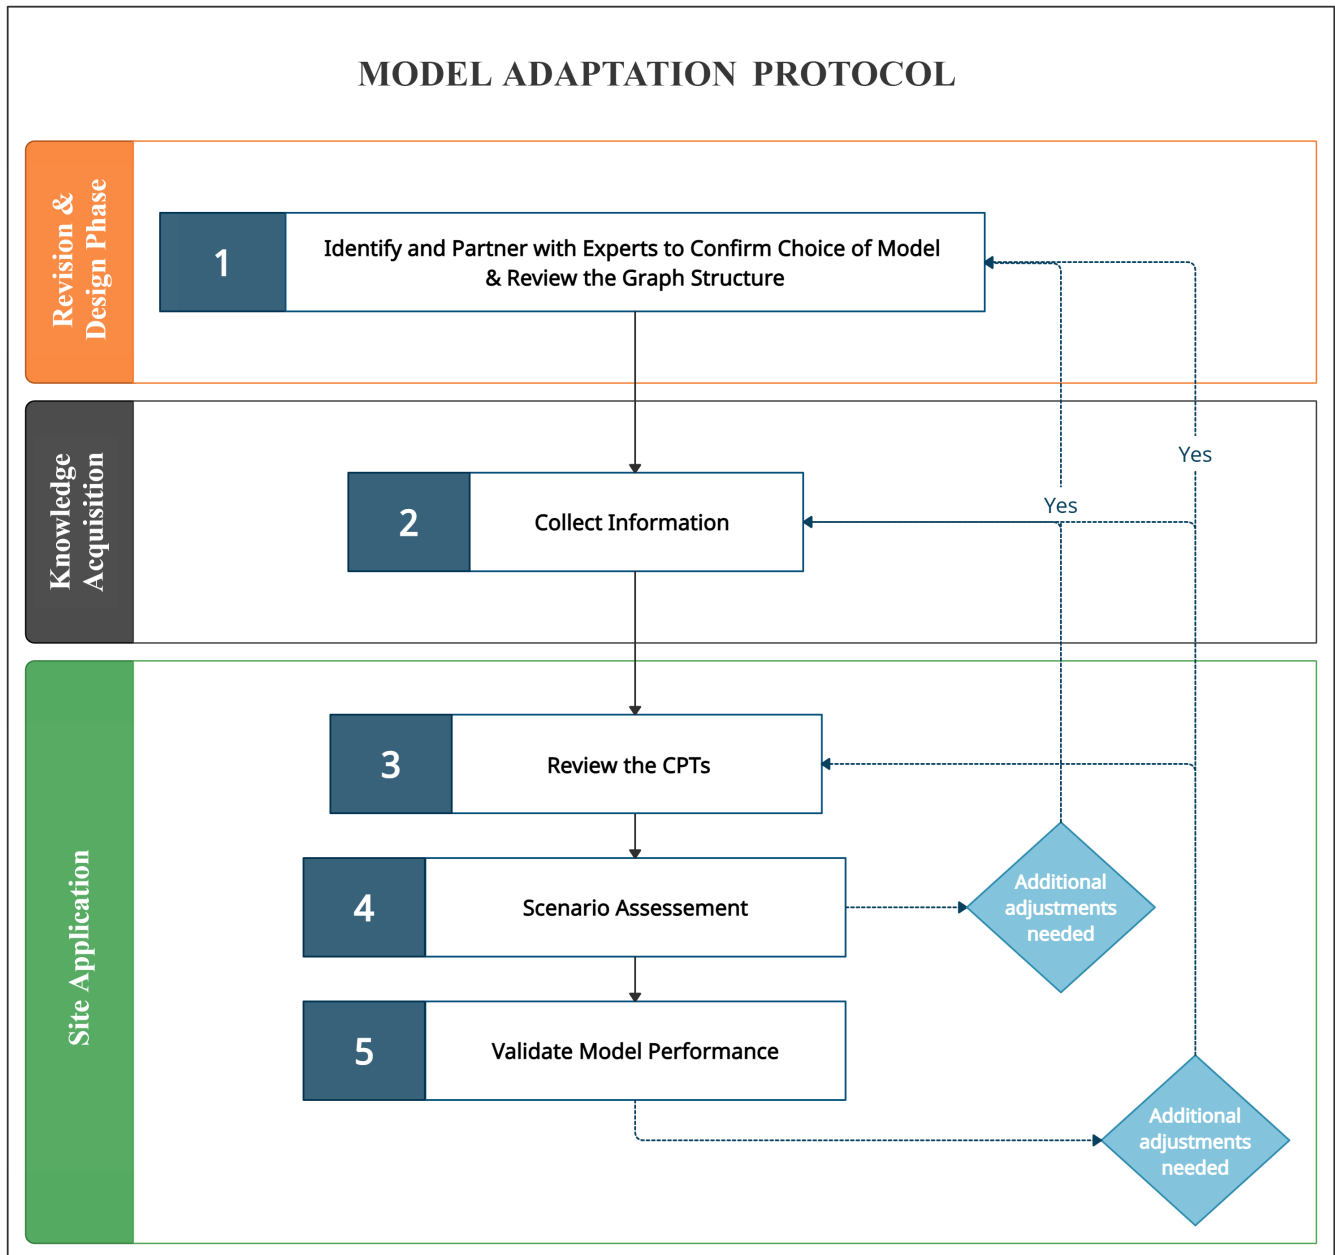 MODEL ADAPTATION PROTOCOL
Revision &
Design Phase
1
Identify and Partner with Experts to Confirm Choice of Model
& Review the Graph Structure
Knowledge
Acquisition
Yes
Yes
2
Collect Information
Site Application
3
Review the CPTs
4
Scenario Assessement
Additional
adjustments
needed
5
Validate Model Performance
Additional
adjustments
needed